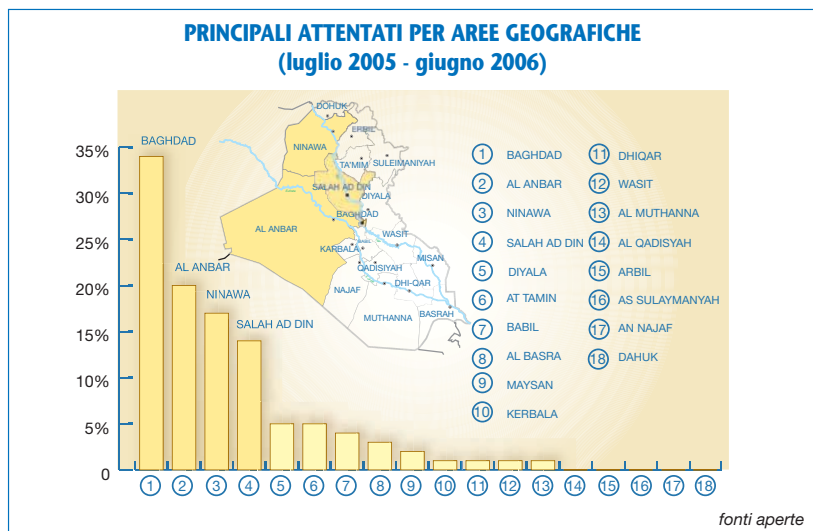 PRINCIPALI ATTENTATI PER AREE GEOGRAFICHE
(luglio 2005 - giugno 2006)
BAGHDAD
AL ANBAR
NINAWA
SALAH AD DIN
35%
30%
25%
20%
15%
10%
5%
0
DOHUK
ERBIL
NINAWA
TA'MIM
SULEIMANIYAH
SALAH AD DIN
DIYALA
BAGHDAD
AL ANBAR
WASIT
KARBALA
BABIL
MISAN
QADISIYAH
NAJAF
DHI-QAR
MUTHANNA
BASRAH
1 BAGHDAD
2 AL ANBAR
3 NINAWA
4 SALAH AD DIN
5 DIYALA
6 AT TAMIN
7 BABIL
8 AL BASRA
9 MAYSAN
10 KERBALA
11 DHIQAR
12 WASIT
13 AL MUTHANNA
14 AL QADISYAH
15 ARBIL
16 AS SULAYMANYAH
17 AN NAJAF
18 DAHUK
1 2 3 4 5 6 7 8 9 10 11 12 13 14 15 16 17 18
fonti aperte